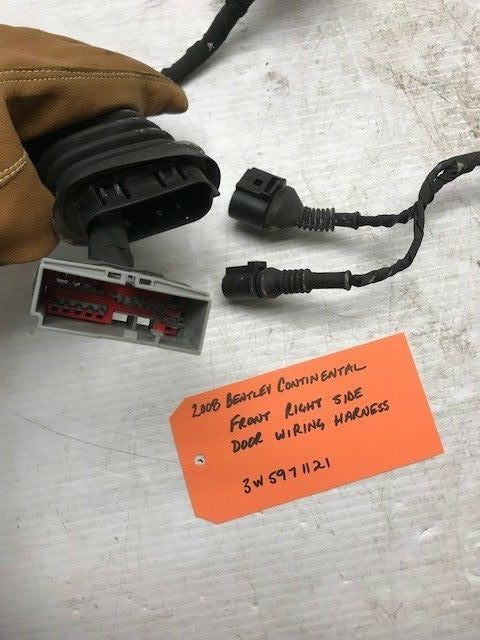 2008 BENTLEY CONTINENTAL
FRONT RIGHT SIDE
DOOR WIRING HARNESS
3W5971121